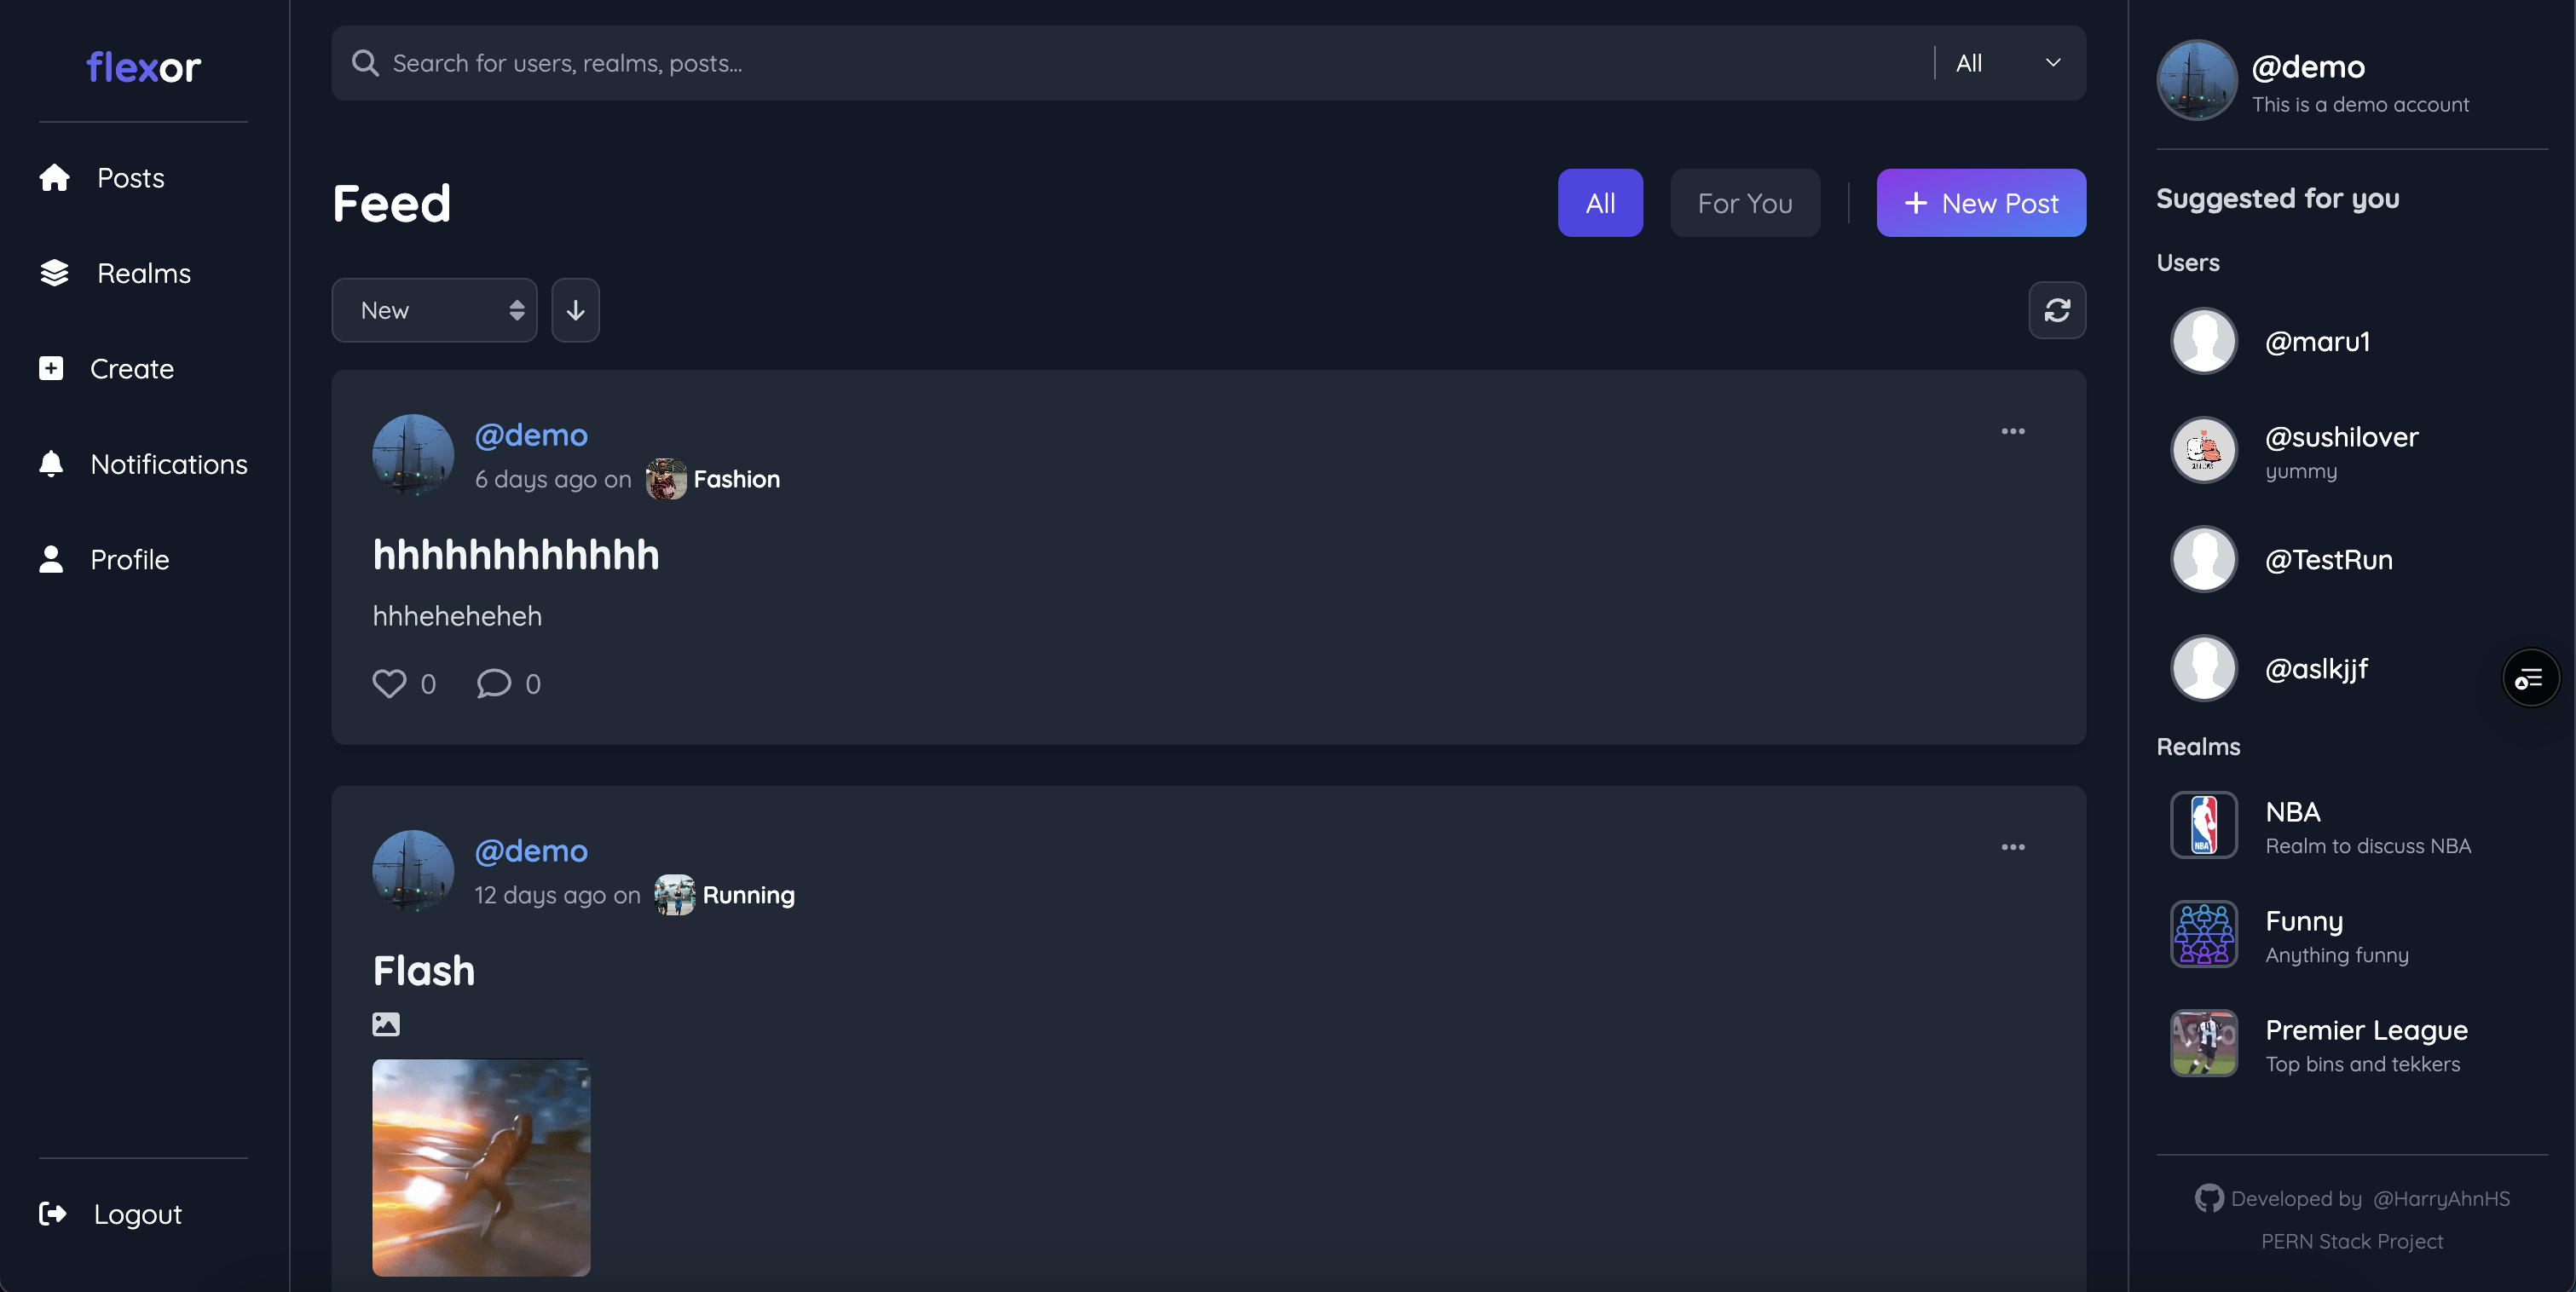 flexor
Posts
Realms
Create
Notifications
Profile
Logout
Search for users, realms, posts...
All
Feed
All
For You
+ New Post
New
@demo
6 days ago on Fashion
hhhhhhhhhhhh
hhheheheheh
0
0
@demo
12 days ago on Running
Flash
@demo
This is a demo account
Suggested for you
Users
@maru1
@sushilover
yummy
@TestRun
@aslkjjf
Realms
NBA
NBA
Realm to discuss NBA
Funny
Anything funny
Premier League
Top bins and tekkers
Developed by @HarryAhnHS
PERN Stack Project